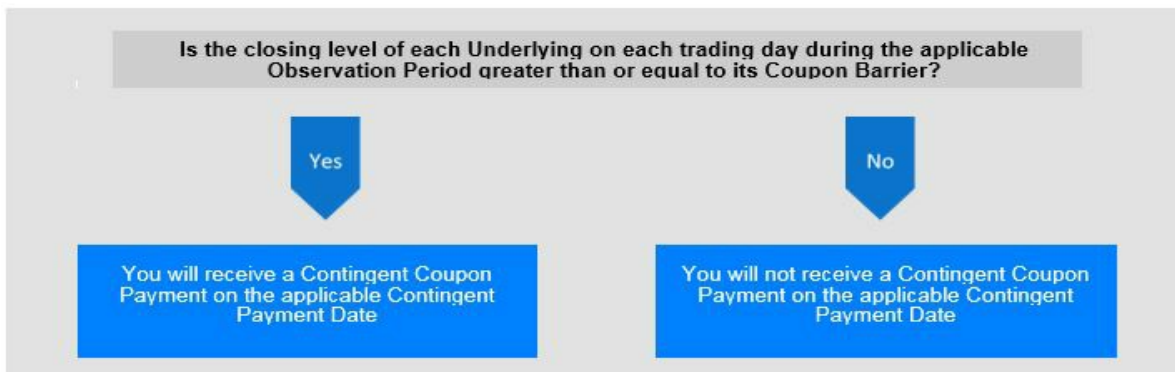 Is the closing level of each Underlying on each trading day during the applicable
Observation Period greater than or equal to its Coupon Barrier?
Yes
No
You will receive a Contingent Coupon
Payment on the applicable Contingent
Payment Date
You will not receive a Contingent Coupon
Payment on the applicable Contingent
Payment Date